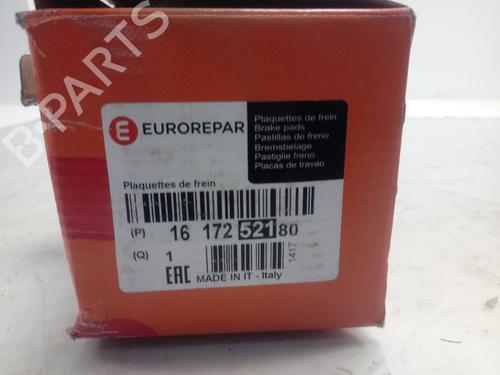 B-PARTS
EUROREPAR
Plaquettes de frein
Brake pads
Pastillas de freno
Bremsbelage
Pastiglie freno
Placas de travao
Plaquettes de frein
(P) 16 172 521 80
(Q) 1
1417
EAC MADE IN IT - Italy